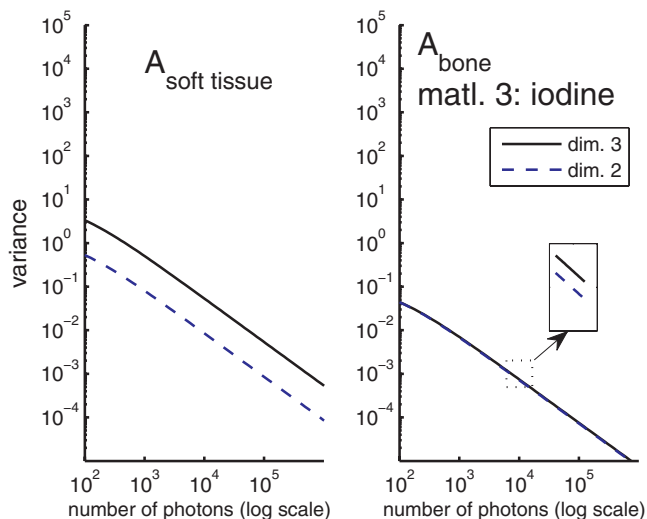 10^5
10^4
10^3
10^2
10^1
10^0
10^-1
10^-2
10^-3
10^-4
variance
A_soft tissue
10^2 10^3 10^4 10^5
number of photons (log scale)
10^5
10^4
10^3
10^2
10^1
10^0
10^-1
10^-2
10^-3
10^-4
A_bone
matl. 3: iodine
dim. 3
dim. 2
10^2 10^3 10^4 10^5
number of photons (log scale)